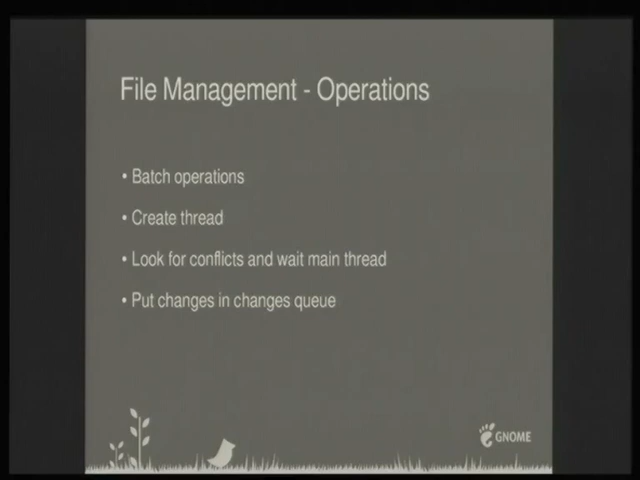 File Management - Operations
• Batch operations
• Create thread
• Look for conflicts and wait main thread
• Put changes in changes queue
GNOME